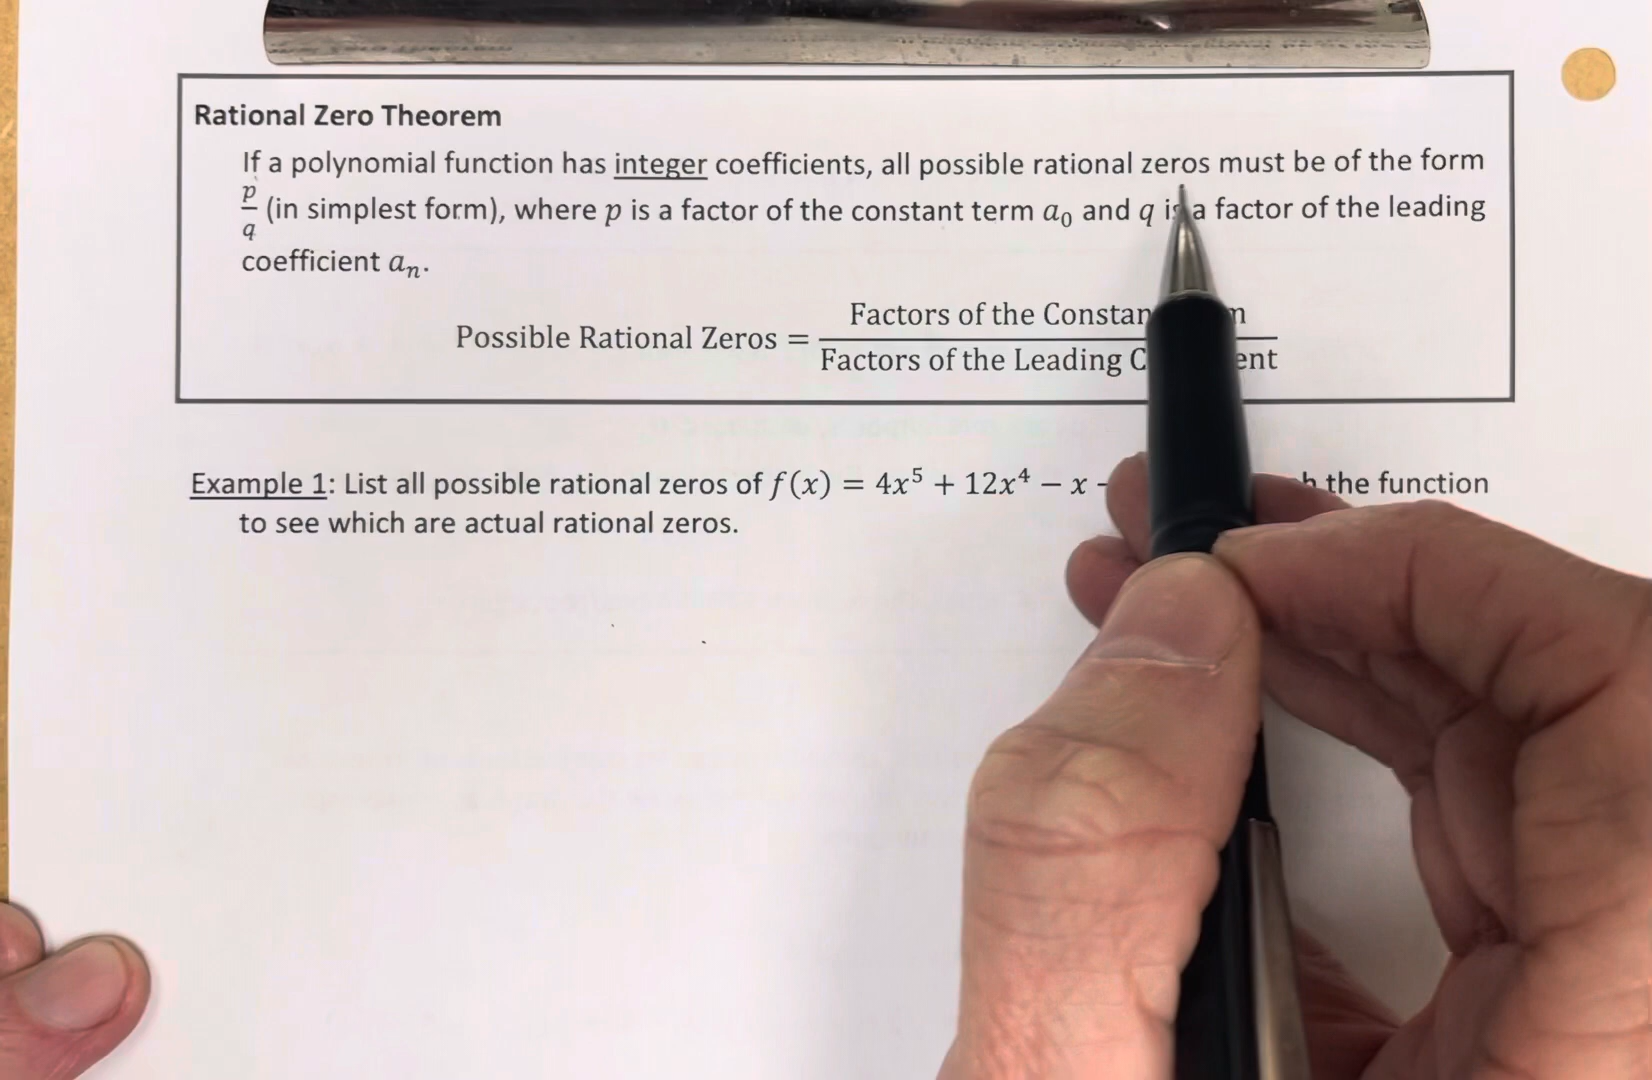 Rational Zero Theorem
If a polynomial function has integer coefficients, all possible rational zeros must be of the form
p/q (in simplest form), where p is a factor of the constant term a₀ and q is a factor of the leading
coefficient aₙ.
Possible Rational Zeros = Factors of the / Factors of the Leading
Example 1: List all possible rational zeros of f(x) = 4x⁵ + 12x⁴ − x − the function
to see which are actual rational zeros.